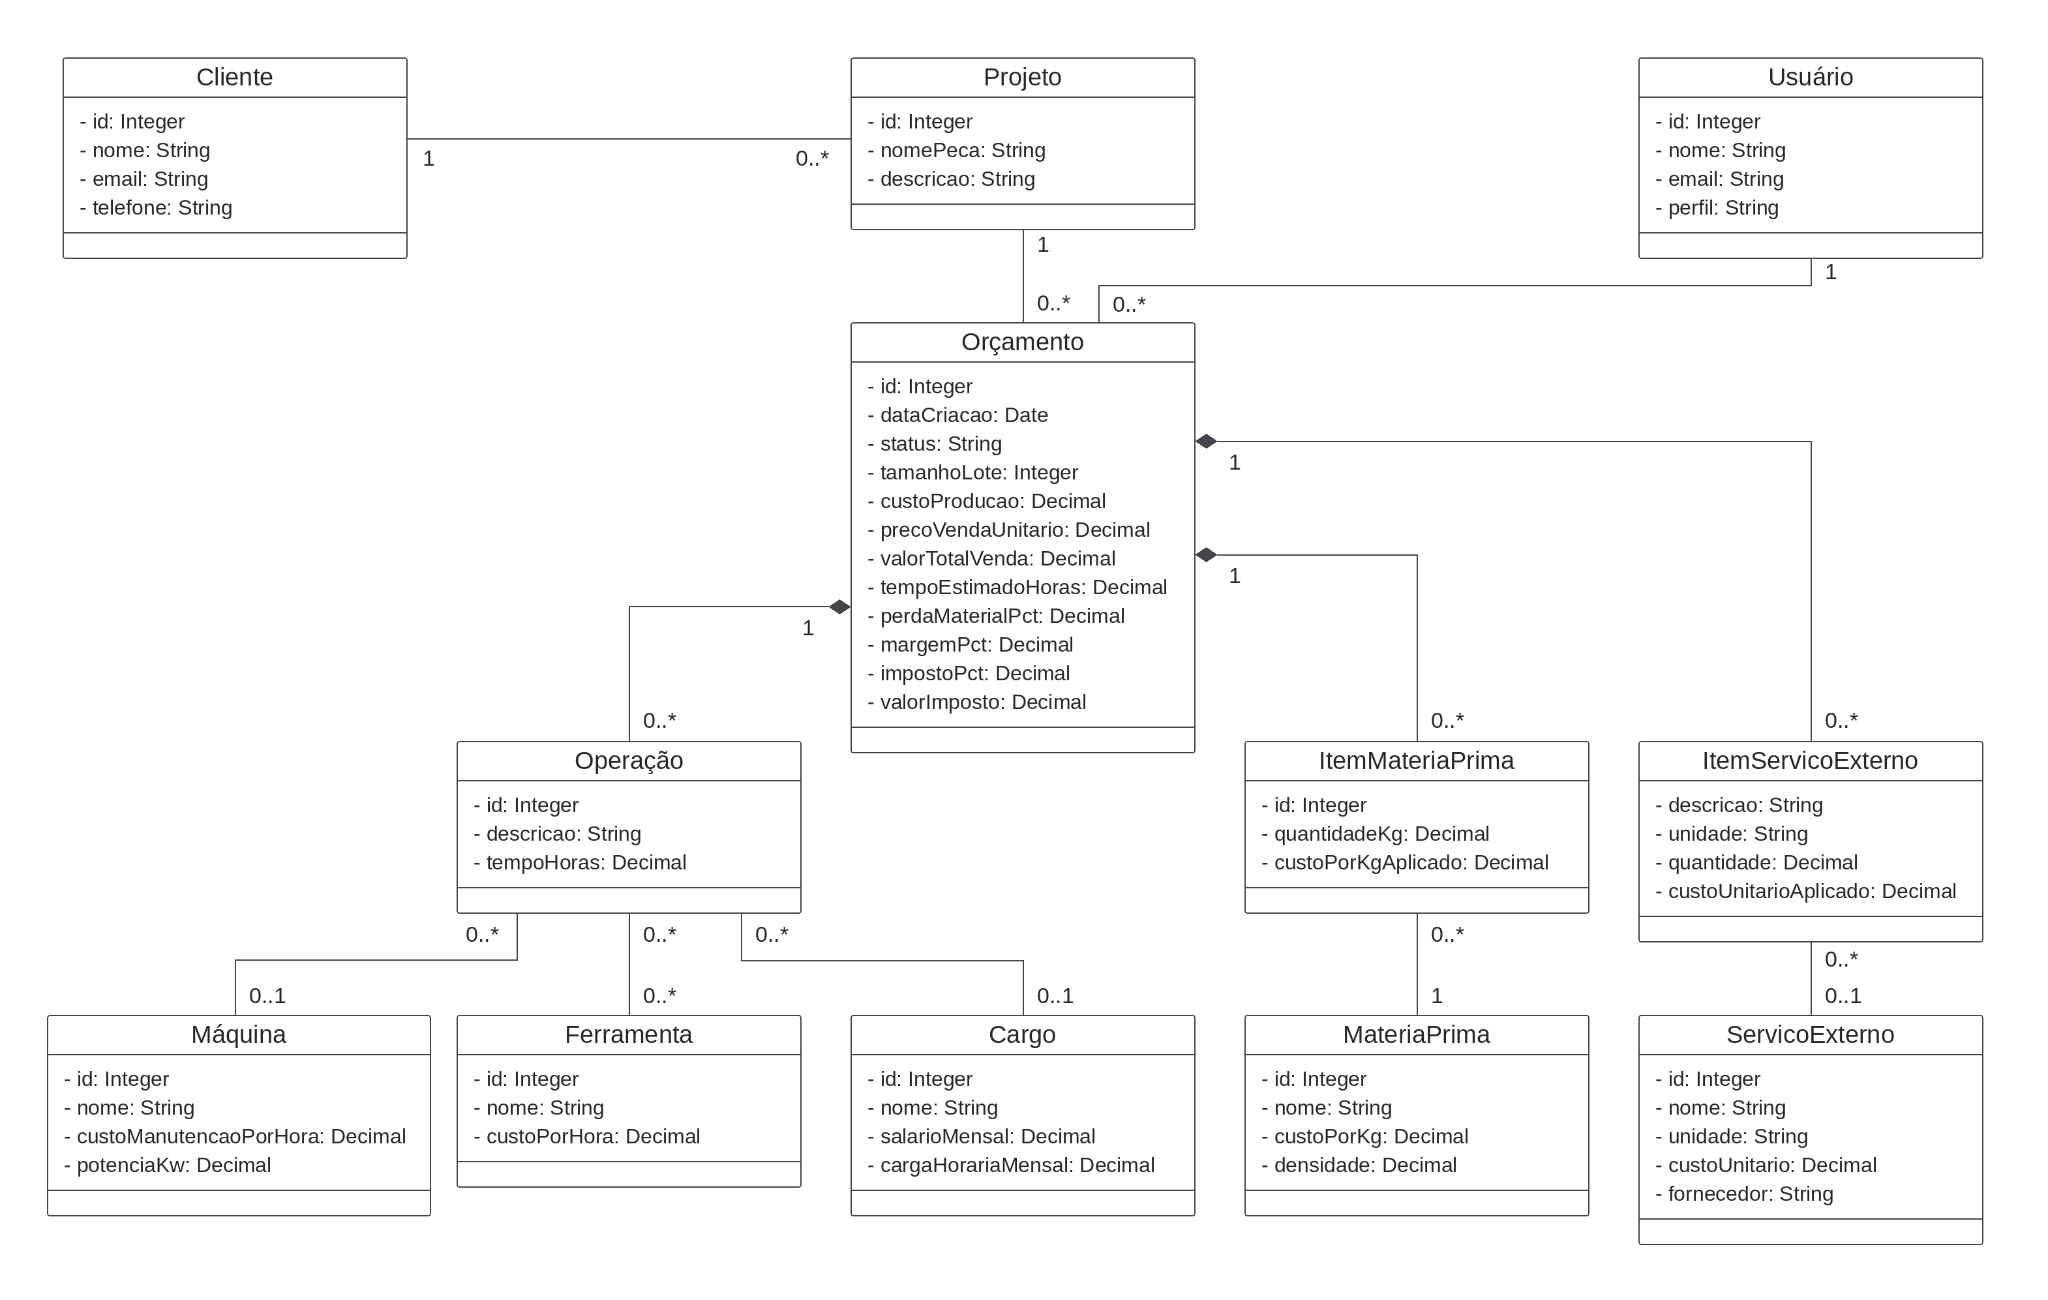 Cliente
- id: Integer
- nome: String
- email: String
- telefone: String
1
0..*
Projeto
- id: Integer
- nomePeca: String
- descricao: String
1
0..*
Usuário
- id: Integer
- nome: String
- email: String
- perfil: String
1
0..*
Orçamento
- id: Integer
- dataCriacao: Date
- status: String
- tamanhoLote: Integer
- custoProducao: Decimal
- precoVendaUnitario: Decimal
- valorTotalVenda: Decimal
- tempoEstimadoHoras: Decimal
- perdaMaterialPct: Decimal
- margemPct: Decimal
- impostoPct: Decimal
- valorImposto: Decimal
1
1
1
0..*
0..*
0..*
Operação
- id: Integer
- descricao: String
- tempoHoras: Decimal
ItemMateriaPrima
- id: Integer
- quantidadeKg: Decimal
- custoPorKgAplicado: Decimal
ItemServicoExterno
- descricao: String
- unidade: String
- quantidade: Decimal
- custoUnitarioAplicado: Decimal
0..*
0..*
0..*
0..*
0..*
0..1
0..*
0..1
1
0..1
Máquina
- id: Integer
- nome: String
- custoManutencaoPorHora: Decimal
- potenciaKw: Decimal
Ferramenta
- id: Integer
- nome: String
- custoPorHora: Decimal
Cargo
- id: Integer
- nome: String
- salarioMensal: Decimal
- cargaHorariaMensal: Decimal
MateriaPrima
- id: Integer
- nome: String
- custoPorKg: Decimal
- densidade: Decimal
ServicoExterno
- id: Integer
- nome: String
- unidade: String
- custoUnitario: Decimal
- fornecedor: String